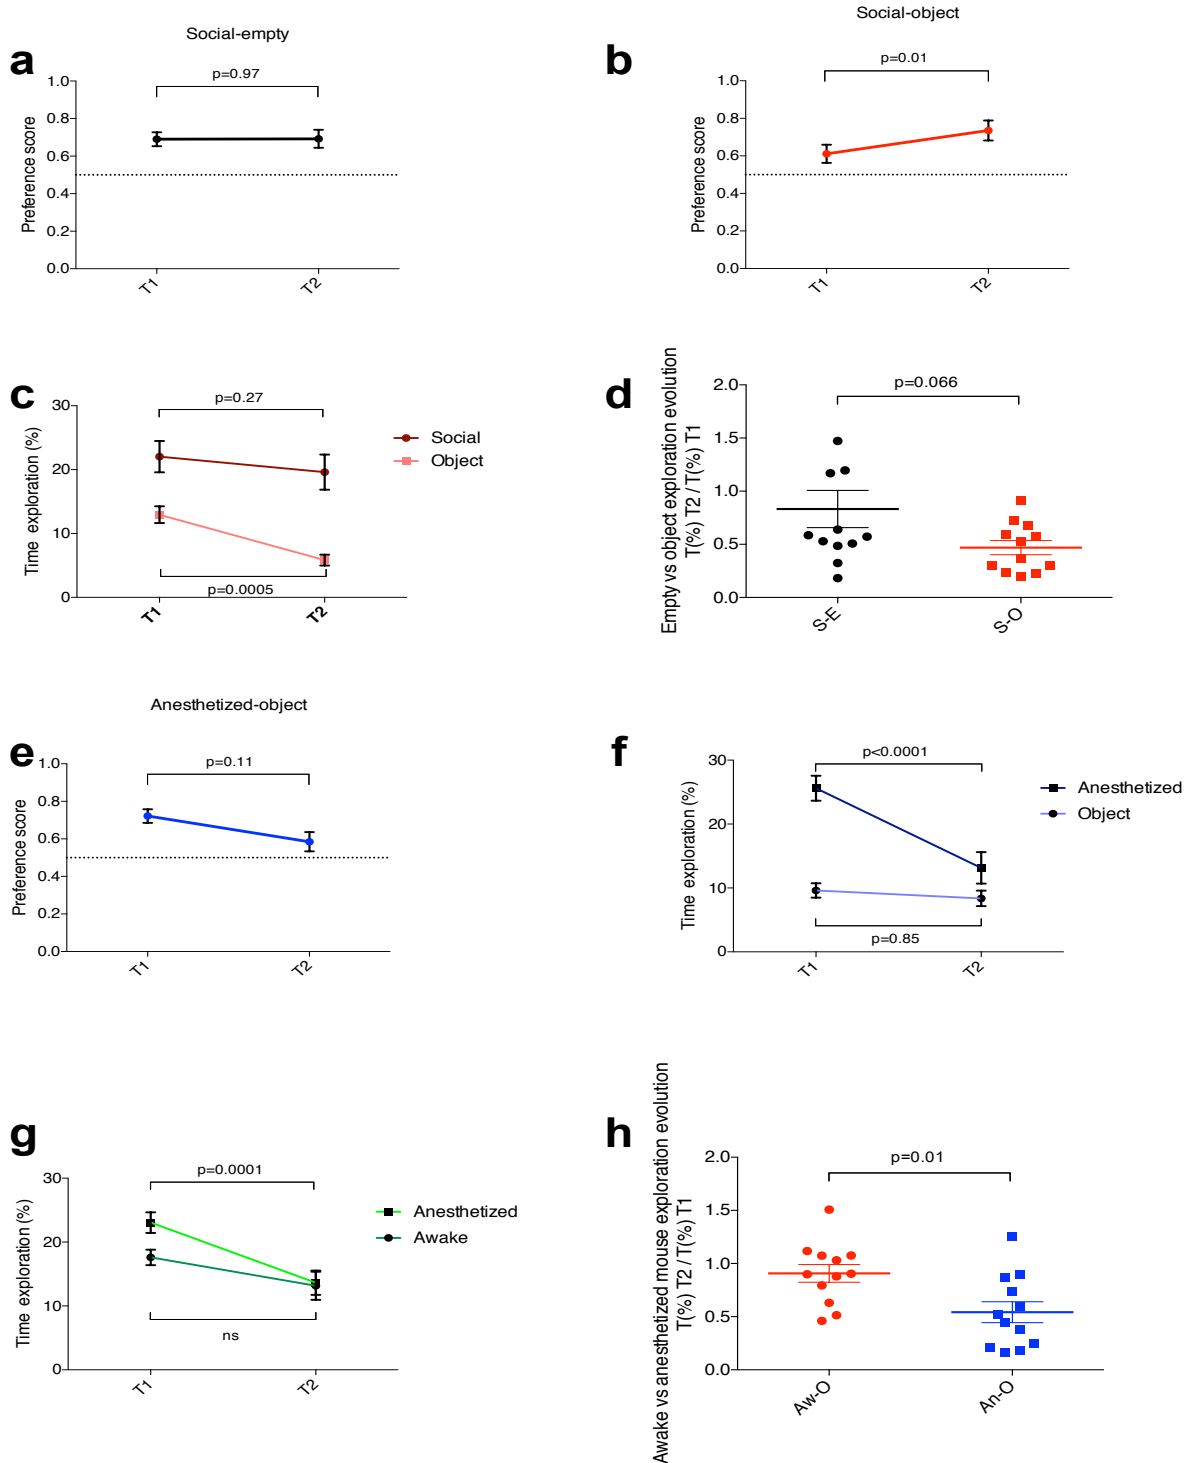 Social-empty
a
p=0.97
1.0
0.8
0.6
0.4
0.2
0.0
Preference score
T1
T2
Social-object
b
p=0.01
1.0
0.8
0.6
0.4
0.2
0.0
Preference score
T1
T2
c
p=0.27
30
20
10
0
Time exploration (%)
p=0.0005
T1
T2
Social
Object
d
p=0.066
2.0
1.5
1.0
0.5
0.0
Empty vs object exploration evolution
T(%) T2 / T(%) T1
S-E
S-O
Anesthetized-object
e
p=0.11
1.0
0.8
0.6
0.4
0.2
0.0
Preference score
T1
T2
f
p<0.0001
30
20
10
0
Time exploration (%)
p=0.85
T1
T2
Anesthetized
Object
g
p=0.0001
30
20
10
0
Time exploration (%)
ns
T1
T2
Anesthetized
Awake
h
p=0.01
2.0
1.5
1.0
0.5
0.0
Awake vs anesthetized mouse exploration evolution
T(%) T2 / T(%) T1
Aw-O
An-O